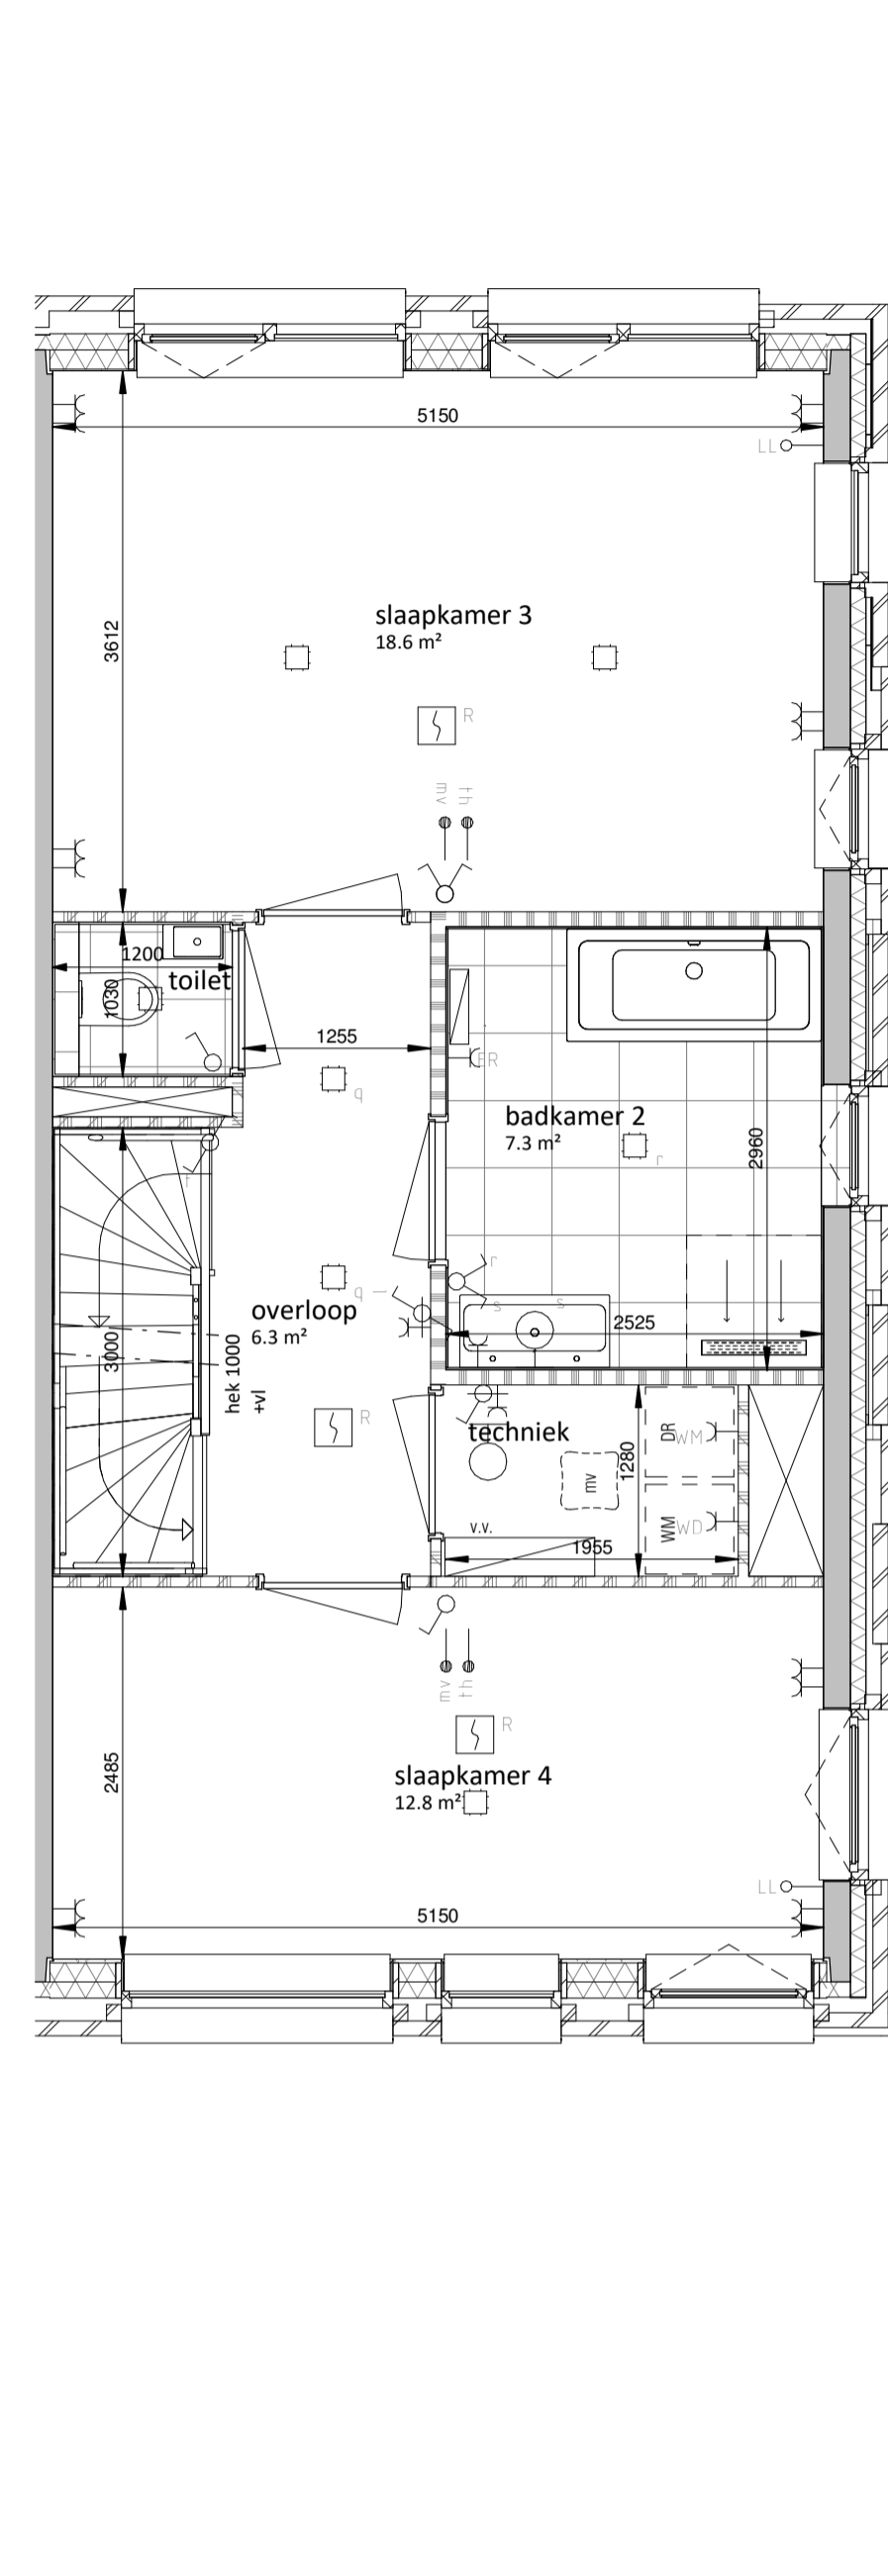 5150
LL
slaapkamer 3
18.6 m²
3612
R
mv
th
1200
toilet
1030
1255
q
badkamer 2
7.3 m²
2960
r
r
s
s
2525
q
overloop
6.3 m²
3000
hek 1000
+vl
R
techniek
1280
DR
WM
mv
WM
WD
v.v.
1955
mv
th
R
slaapkamer 4
12.8 m²
2485
LL
5150